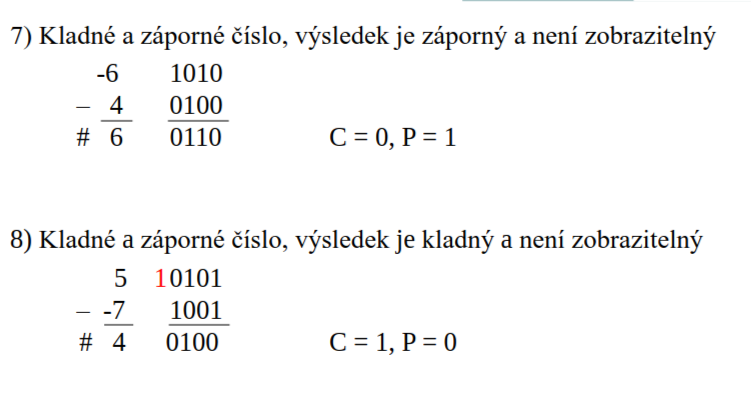 7) Kladné a záporné číslo, výsledek je záporný a není zobrazitelný
-6 1010
– 4 0100
# 6 0110 C = 0, P = 1
8) Kladné a záporné číslo, výsledek je kladný a není zobrazitelný
5 10101
– -7 1001
# 4 0100 C = 1, P = 0